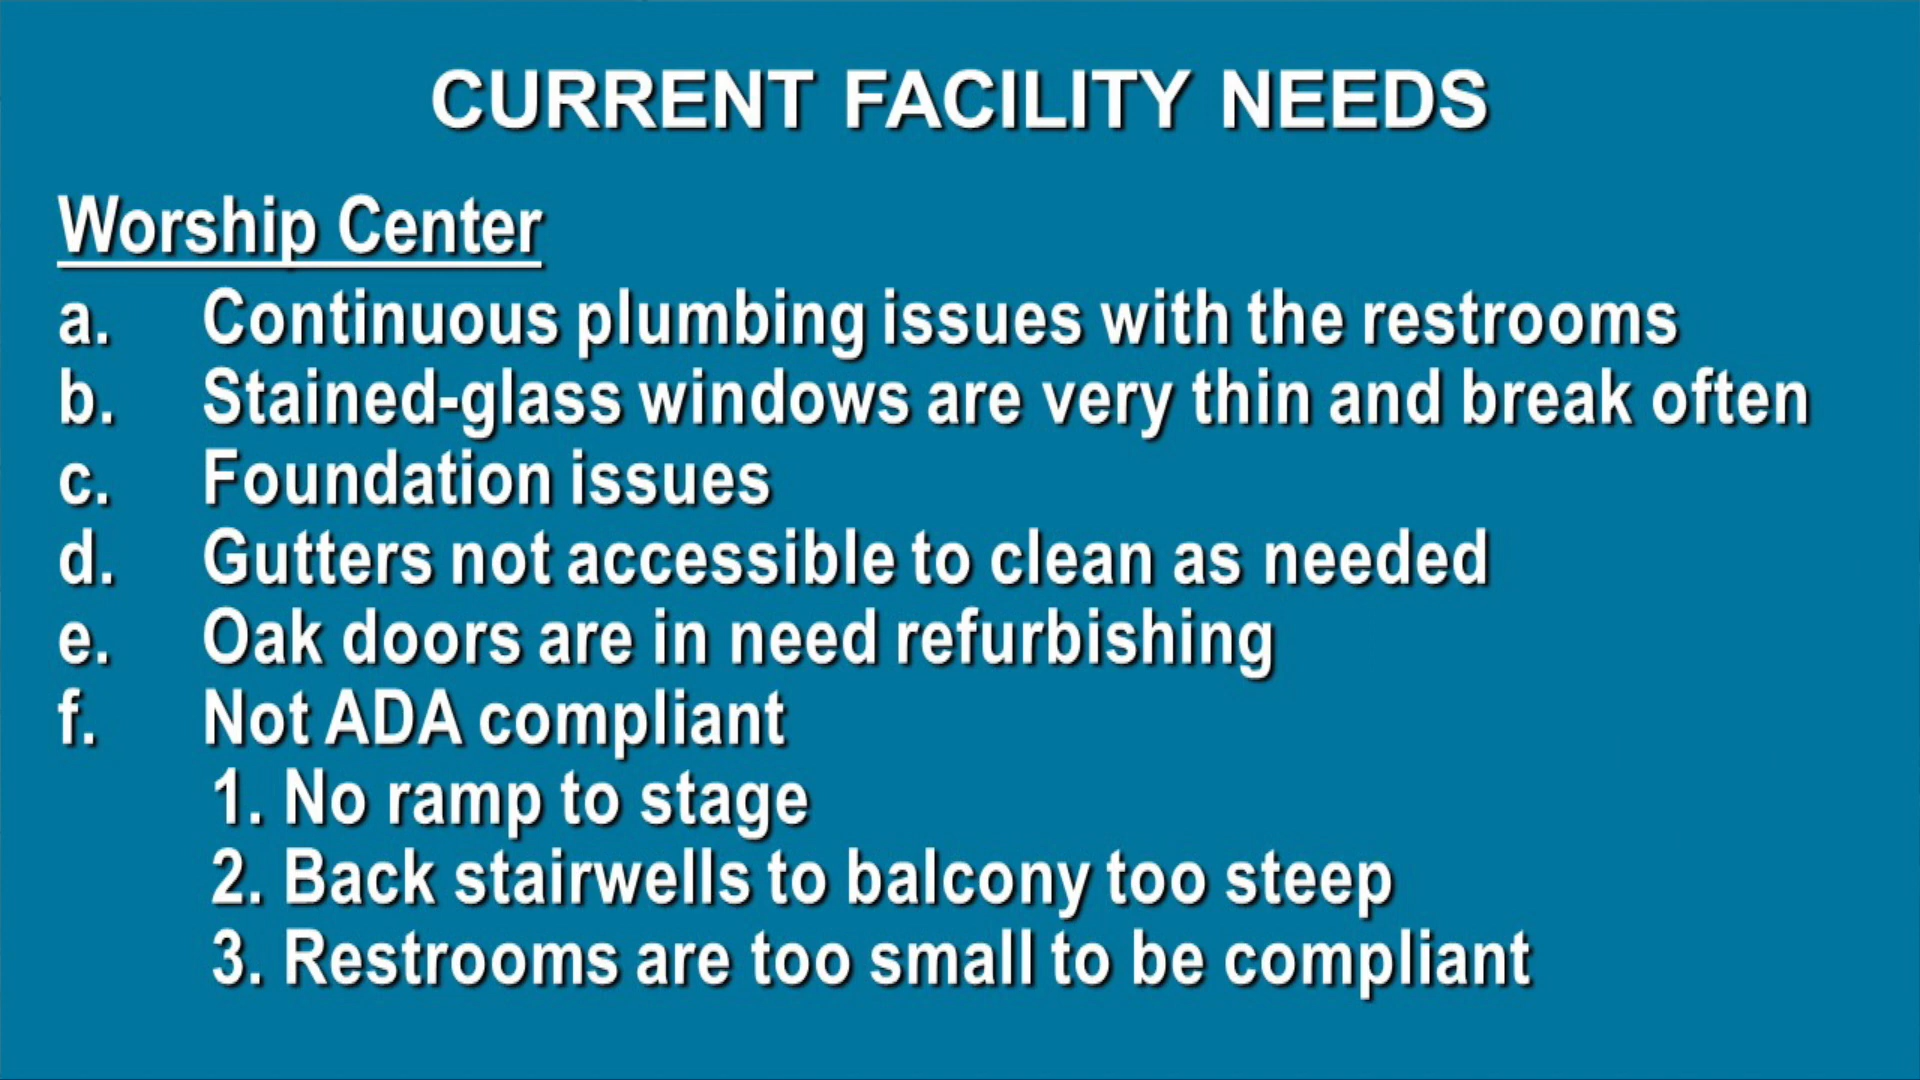 CURRENT FACILITY NEEDS
Worship Center
a. Continuous plumbing issues with the restrooms
b. Stained-glass windows are very thin and break often
c. Foundation issues
d. Gutters not accessible to clean as needed
e. Oak doors are in need refurbishing
f. Not ADA compliant
1. No ramp to stage
2. Back stairwells to balcony too steep
3. Restrooms are too small to be compliant